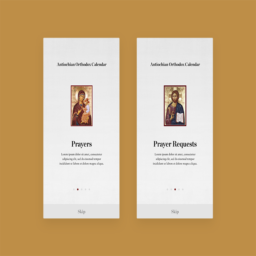 Antiochian Orthodox Calendar
Prayers
Lorem ipsum dolor sit amet, consectetur
adipiscing elit, sed do eiusmod tempor
incididunt ut labore et dolore magna aliqua.
Skip
Antiochian Orthodox Calendar
Prayer Requests
Lorem ipsum dolor sit amet, consectetur
adipiscing elit, sed do eiusmod tempor
incididunt ut labore et dolore magna aliqua.
Skip